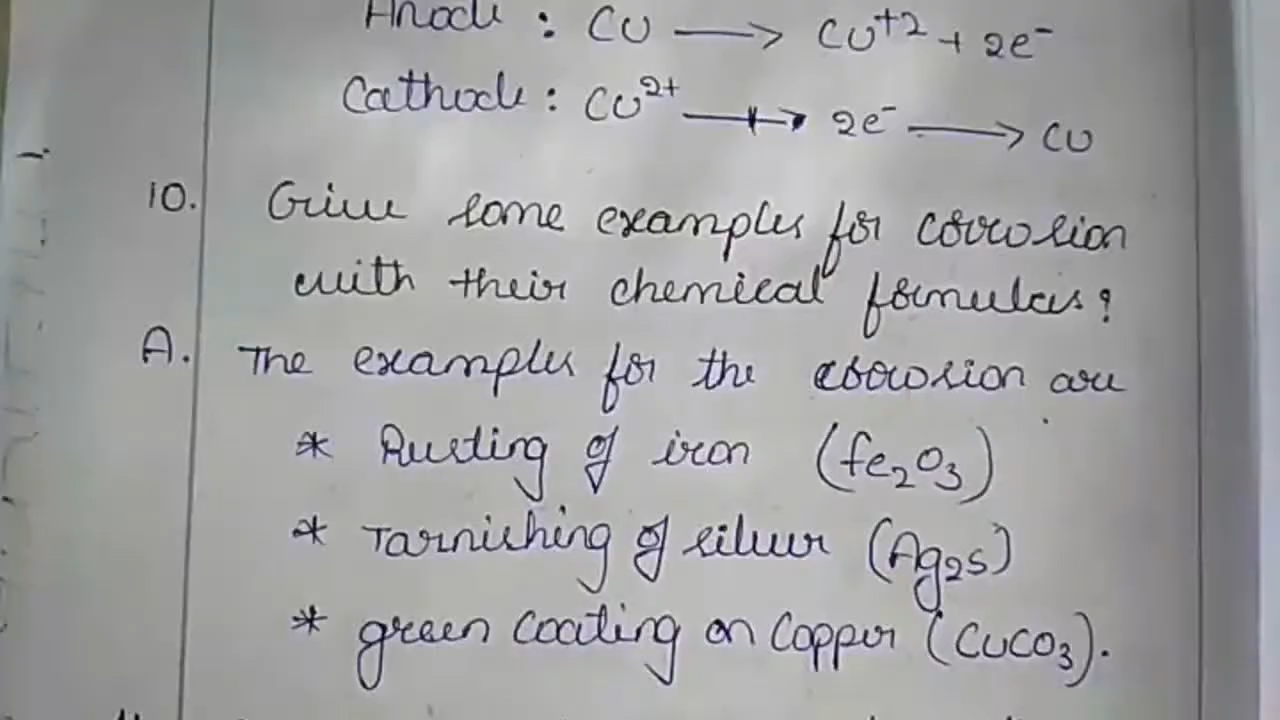 Anode : Cu → Cu+2 + 2e-
Cathode : Cu2+ + 2e- → Cu
10. Give some examples for corrosion
with their chemical formulas?
A. The examples for the corrosion are
* Rusting of iron (Fe2O3)
* Tarnishing of silver (Ag2S)
* green coating on Copper (CuCO3).